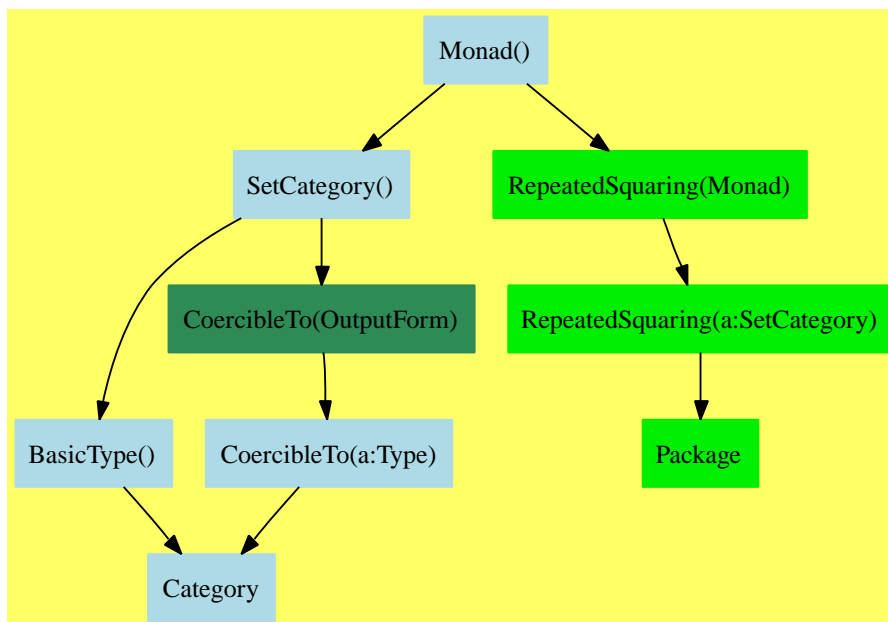 Monad()
SetCategory()
RepeatedSquaring(Monad)
CoercibleTo(OutputForm)
RepeatedSquaring(a:SetCategory)
BasicType()
CoercibleTo(a:Type)
Package
Category